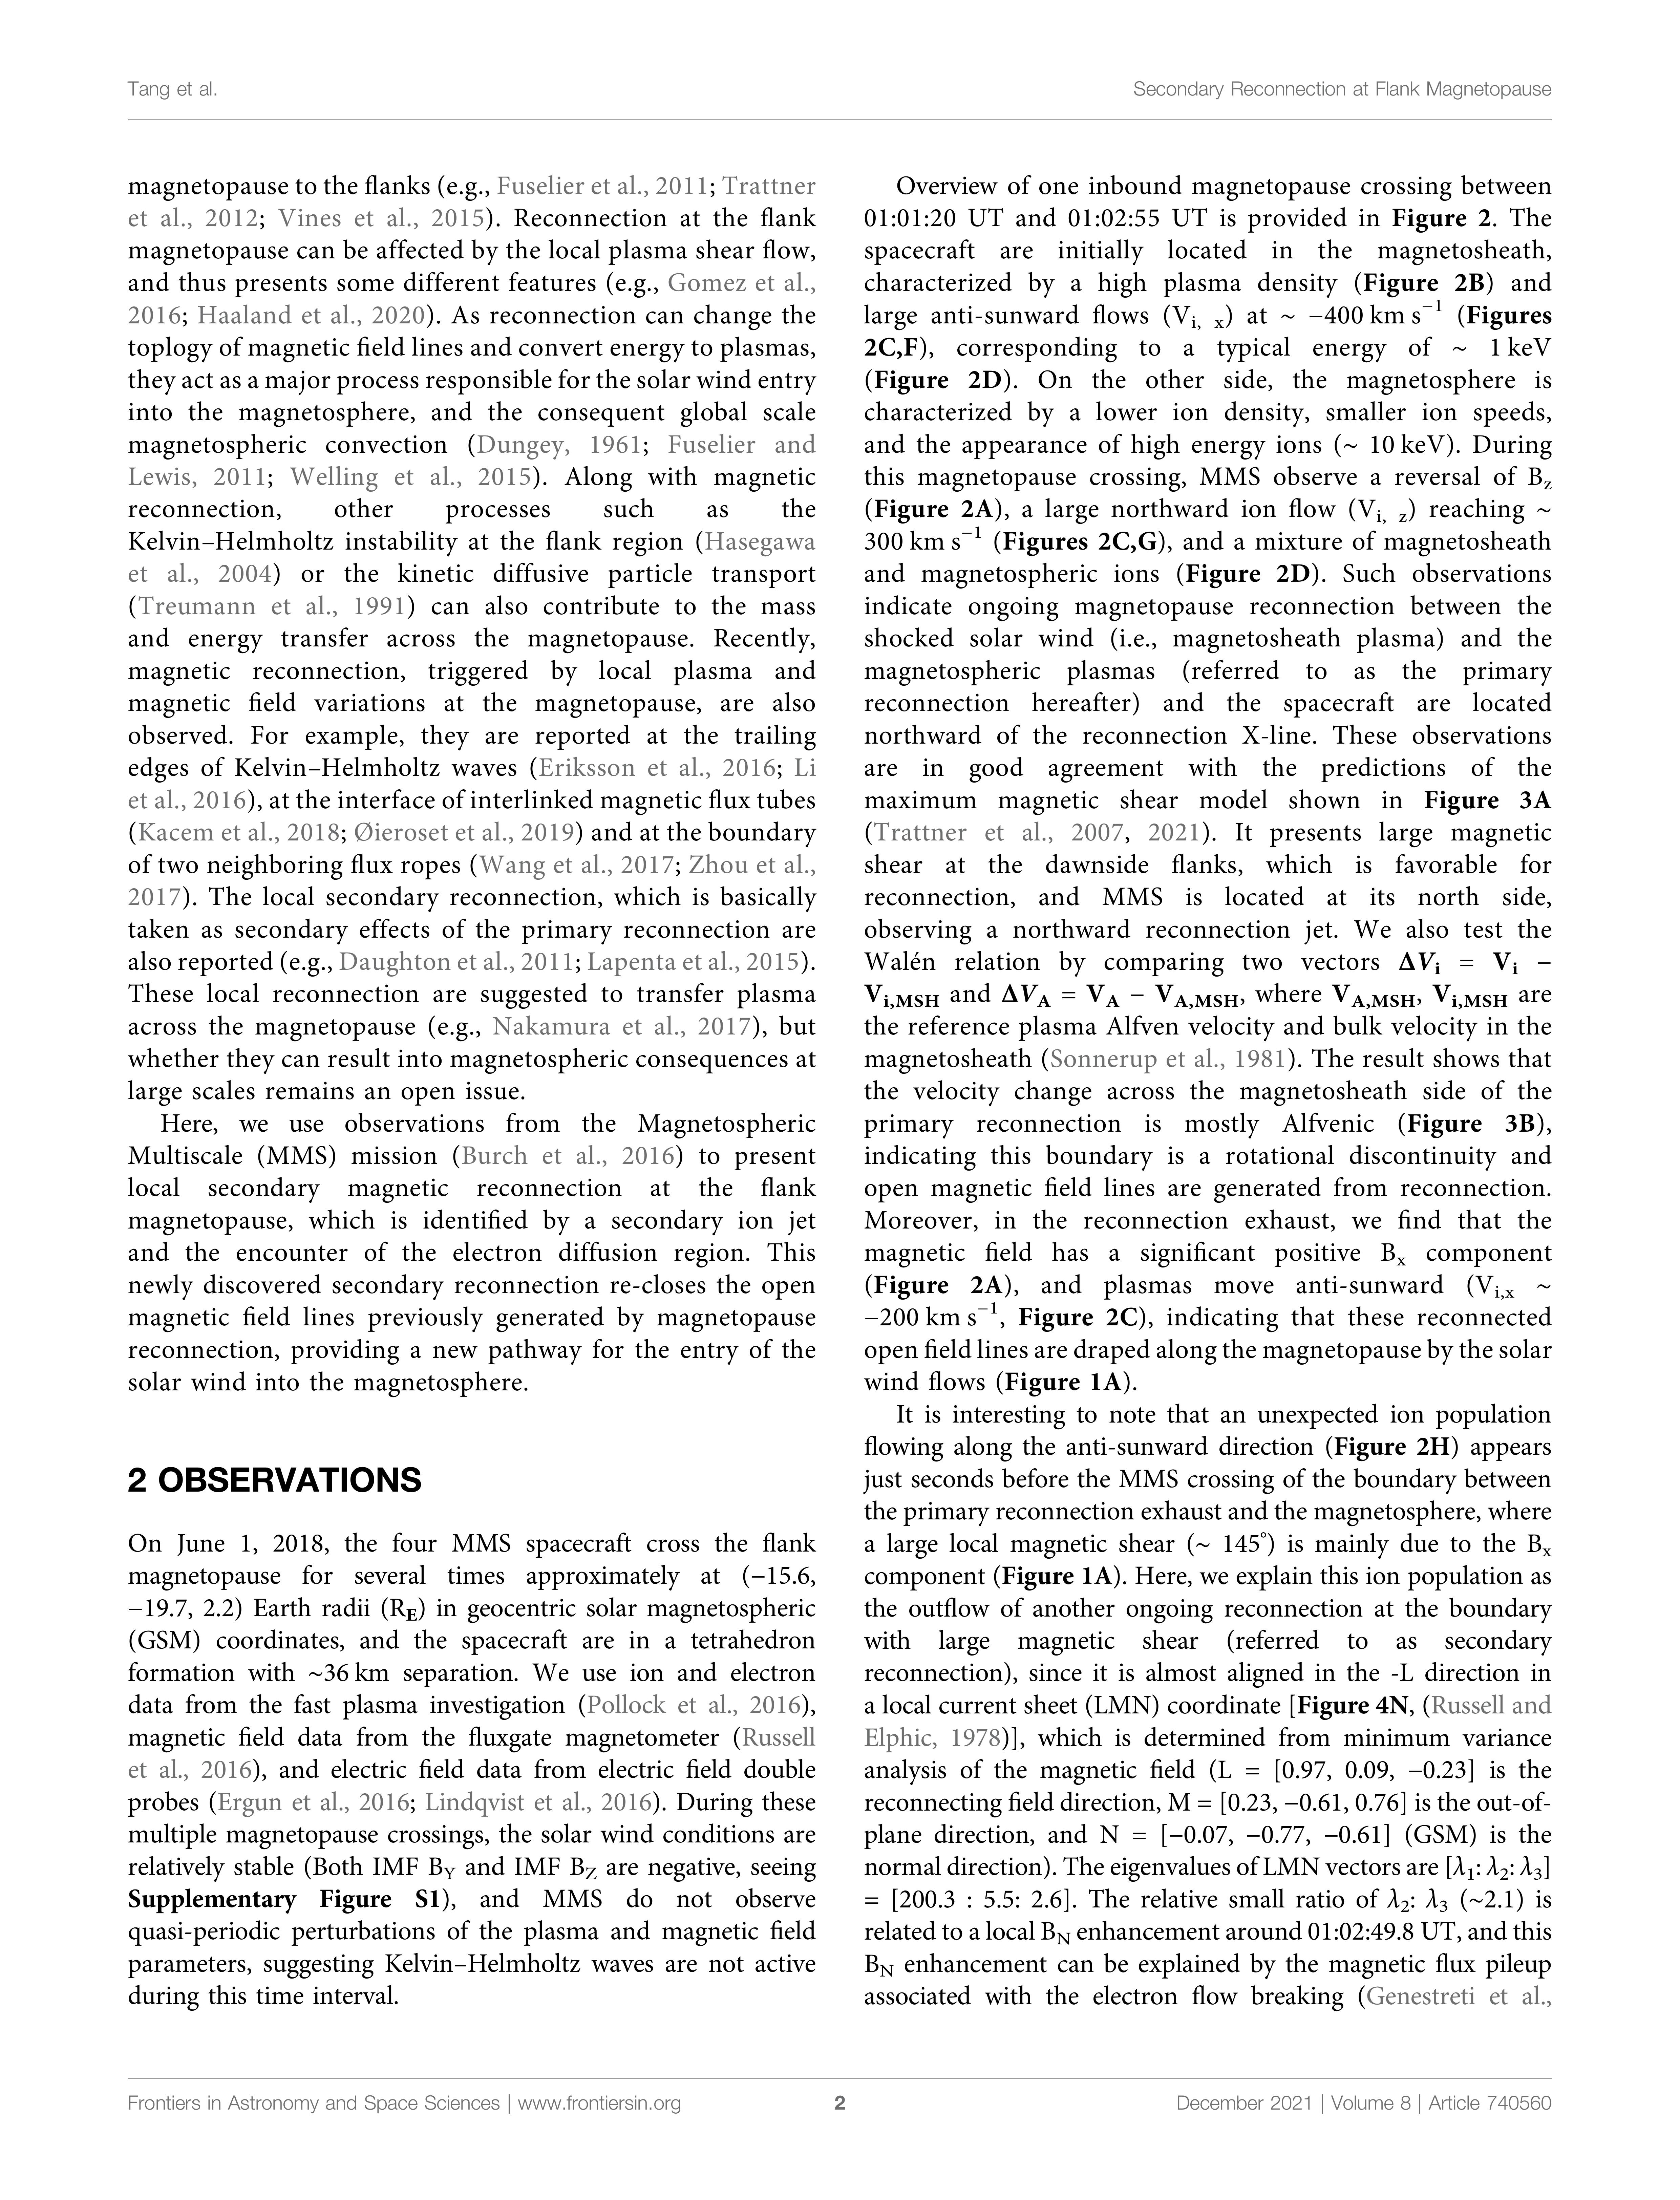 Tang et al.
Secondary Reconnection at Flank Magnetopause
magnetopause to the flanks (e.g., Fuselier et al., 2011; Trattner
et al., 2012; Vines et al., 2015). Reconnection at the flank
magnetopause can be affected by the local plasma shear flow,
and thus presents some different features (e.g., Gomez et al.,
2016; Haaland et al., 2020). As reconnection can change the
toplogy of magnetic field lines and convert energy to plasmas,
they act as a major process responsible for the solar wind entry
into the magnetosphere, and the consequent global scale
magnetospheric convection (Dungey, 1961; Fuselier and
Lewis, 2011; Welling et al., 2015). Along with magnetic
reconnection, other processes such as the
Kelvin–Helmholtz instability at the flank region (Hasegawa
et al., 2004) or the kinetic diffusive particle transport
(Treumann et al., 1991) can also contribute to the mass
and energy transfer across the magnetopause. Recently,
magnetic reconnection, triggered by local plasma and
magnetic field variations at the magnetopause, are also
observed. For example, they are reported at the trailing
edges of Kelvin–Helmholtz waves (Eriksson et al., 2016; Li
et al., 2016), at the interface of interlinked magnetic flux tubes
(Kacem et al., 2018; Øieroset et al., 2019) and at the boundary
of two neighboring flux ropes (Wang et al., 2017; Zhou et al.,
2017). The local secondary reconnection, which is basically
taken as secondary effects of the primary reconnection are
also reported (e.g., Daughton et al., 2011; Lapenta et al., 2015).
These local reconnection are suggested to transfer plasma
across the magnetopause (e.g., Nakamura et al., 2017), but
whether they can result into magnetospheric consequences at
large scales remains an open issue.
Here, we use observations from the Magnetospheric
Multiscale (MMS) mission (Burch et al., 2016) to present
local secondary magnetic reconnection at the flank
magnetopause, which is identified by a secondary ion jet
and the encounter of the electron diffusion region. This
newly discovered secondary reconnection re-closes the open
magnetic field lines previously generated by magnetopause
reconnection, providing a new pathway for the entry of the
solar wind into the magnetosphere.
2 OBSERVATIONS
On June 1, 2018, the four MMS spacecraft cross the flank
magnetopause for several times approximately at (−15.6,
−19.7, 2.2) Earth radii (R_E) in geocentric solar magnetospheric
(GSM) coordinates, and the spacecraft are in a tetrahedron
formation with ~36 km separation. We use ion and electron
data from the fast plasma investigation (Pollock et al., 2016),
magnetic field data from the fluxgate magnetometer (Russell
et al., 2016), and electric field data from electric field double
probes (Ergun et al., 2016; Lindqvist et al., 2016). During these
multiple magnetopause crossings, the solar wind conditions are
relatively stable (Both IMF B_Y and IMF B_Z are negative, seeing
Supplementary Figure S1), and MMS do not observe
quasi-periodic perturbations of the plasma and magnetic field
parameters, suggesting Kelvin–Helmholtz waves are not active
during this time interval.
Overview of one inbound magnetopause crossing between
01:01:20 UT and 01:02:55 UT is provided in Figure 2. The
spacecraft are initially located in the magnetosheath,
characterized by a high plasma density (Figure 2B) and
large anti-sunward flows (V_{i, x}) at ~ −400 km s⁻¹ (Figures
2C,F), corresponding to a typical energy of ~ 1 keV
(Figure 2D). On the other side, the magnetosphere is
characterized by a lower ion density, smaller ion speeds,
and the appearance of high energy ions (~ 10 keV). During
this magnetopause crossing, MMS observe a reversal of B_z
(Figure 2A), a large northward ion flow (V_{i, z}) reaching ~
300 km s⁻¹ (Figures 2C,G), and a mixture of magnetosheath
and magnetospheric ions (Figure 2D). Such observations
indicate ongoing magnetopause reconnection between the
shocked solar wind (i.e., magnetosheath plasma) and the
magnetospheric plasmas (referred to as the primary
reconnection hereafter) and the spacecraft are located
northward of the reconnection X-line. These observations
are in good agreement with the predictions of the
maximum magnetic shear model shown in Figure 3A
(Trattner et al., 2007, 2021). It presents large magnetic
shear at the dawnside flanks, which is favorable for
reconnection, and MMS is located at its north side,
observing a northward reconnection jet. We also test the
Walén relation by comparing two vectors ΔV_i = V_i −
V_{i,MSH} and ΔV_A = V_A − V_{A,MSH}, where V_{A,MSH}, V_{i,MSH} are
the reference plasma Alfven velocity and bulk velocity in the
magnetosheath (Sonnerup et al., 1981). The result shows that
the velocity change across the magnetosheath side of the
primary reconnection is mostly Alfvenic (Figure 3B),
indicating this boundary is a rotational discontinuity and
open magnetic field lines are generated from reconnection.
Moreover, in the reconnection exhaust, we find that the
magnetic field has a significant positive B_x component
(Figure 2A), and plasmas move anti-sunward (V_{i,x} ~
−200 km s⁻¹, Figure 2C), indicating that these reconnected
open field lines are draped along the magnetopause by the solar
wind flows (Figure 1A).
It is interesting to note that an unexpected ion population
flowing along the anti-sunward direction (Figure 2H) appears
just seconds before the MMS crossing of the boundary between
the primary reconnection exhaust and the magnetosphere, where
a large local magnetic shear (~ 145°) is mainly due to the B_x
component (Figure 1A). Here, we explain this ion population as
the outflow of another ongoing reconnection at the boundary
with large magnetic shear (referred to as secondary
reconnection), since it is almost aligned in the -L direction in
a local current sheet (LMN) coordinate [Figure 4N, (Russell and
Elphic, 1978)], which is determined from minimum variance
analysis of the magnetic field (L = [0.97, 0.09, −0.23] is the
reconnecting field direction, M = [0.23, −0.61, 0.76] is the out-of-
plane direction, and N = [−0.07, −0.77, −0.61] (GSM) is the
normal direction). The eigenvalues of LMN vectors are [λ₁: λ₂: λ₃]
= [200.3 : 5.5: 2.6]. The relative small ratio of λ₂: λ₃ (~2.1) is
related to a local B_N enhancement around 01:02:49.8 UT, and this
B_N enhancement can be explained by the magnetic flux pileup
associated with the electron flow breaking (Genestreti et al.,
Frontiers in Astronomy and Space Sciences | www.frontiersin.org
2
December 2021 | Volume 8 | Article 740560